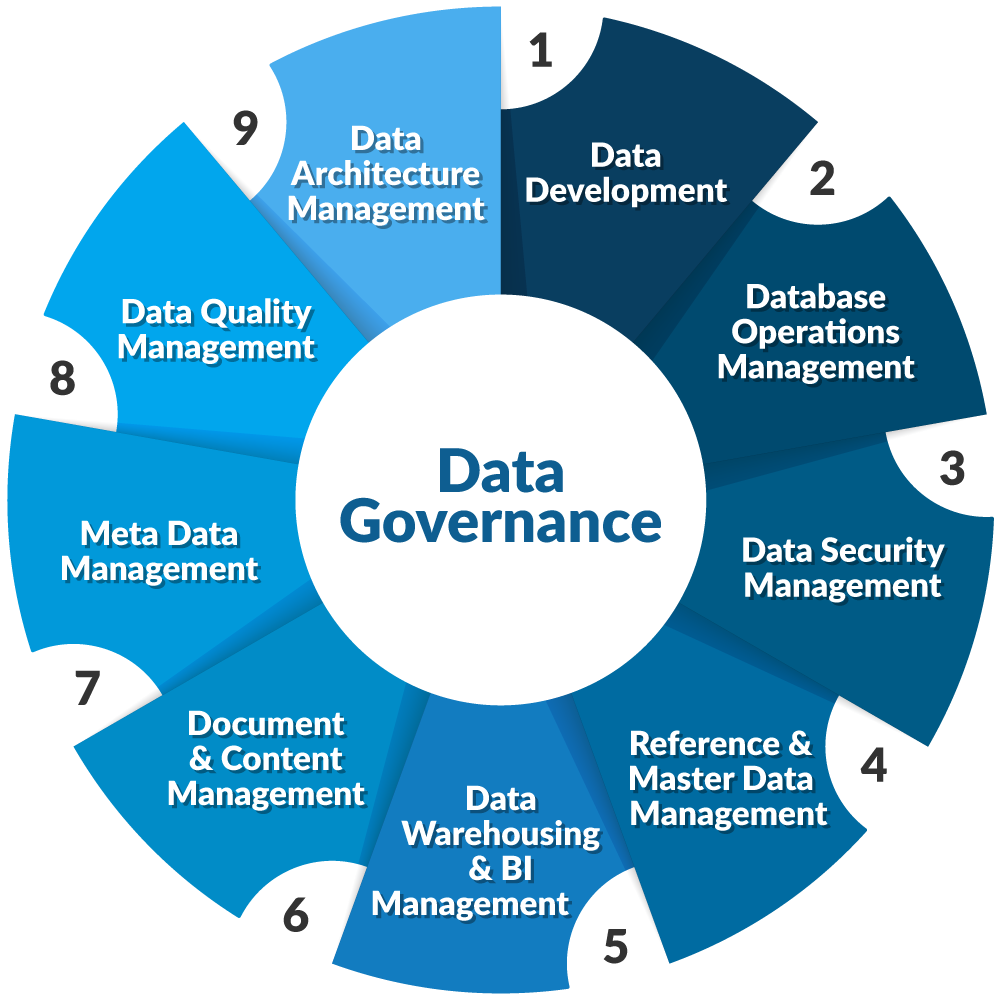 1
Data
Development
2
Database
Operations
Management
3
Data Security
Management
4
Reference &
Master Data
Management
5
Data
Warehousing
& BI
Management
6
Document
& Content
Management
7
Meta Data
Management
8
Data Quality
Management
9
Data
Architecture
Management
Data
Governance